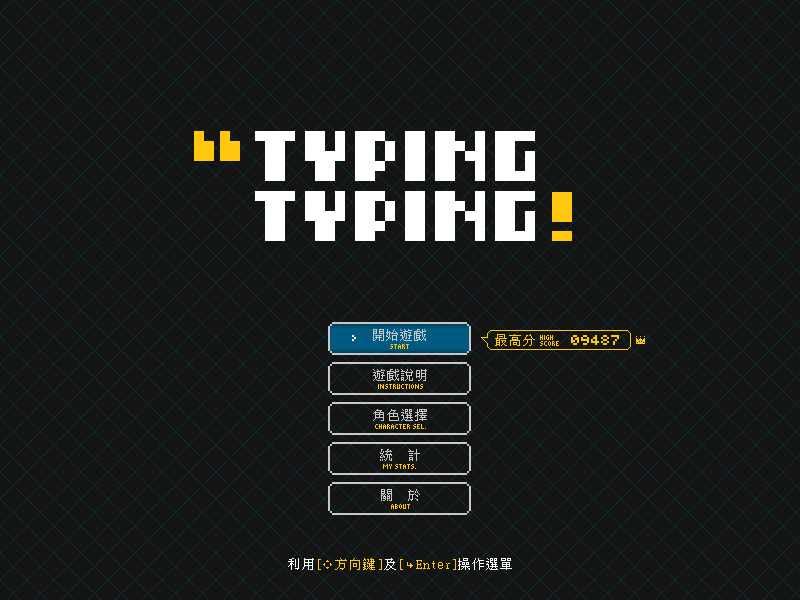 TYPING
TYPING!
開始遊戲
START
最高分 HIGH SCORE 09487
遊戲說明
INSTRUCTIONS
角色選擇
CHARACTER SEL.
統 計
MY STATS.
關 於
ABOUT
利用[方向鍵]及[↵Enter]操作選單